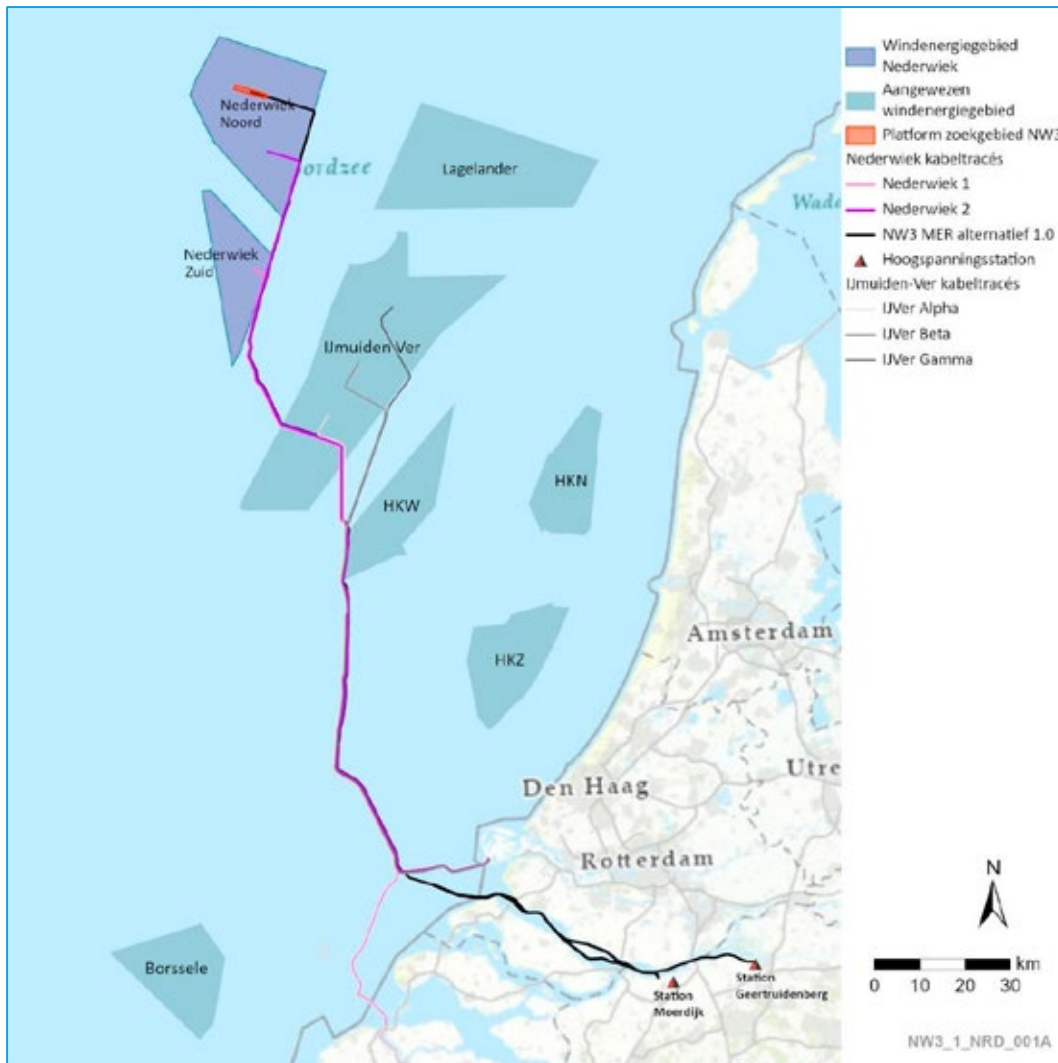 Nederwiek
Noord
ordzee
Lagelander
Wade
Nederwiek
Zuid
IJmuiden Ver
HKW
HKN
HKZ
Amsterdam
Utre
Den Haag
Rotterdam
Borssele
Station
Moerdijk
Station
Geertruidenberg
Windenergiegebied
Nederwiek
Aangewezen
windenergiegebied
Platform zoekgebied NW3
Nederwiek kabeltracés
Nederwiek 1
Nederwiek 2
NW3 MER alternatief 1.0
Hoogspanningsstation
IJmuiden-Ver kabeltracés
IJVer Alpha
IJVer Beta
IJVer Gamma
N
km
0 10 20 30
NW3_1_NRD_001A